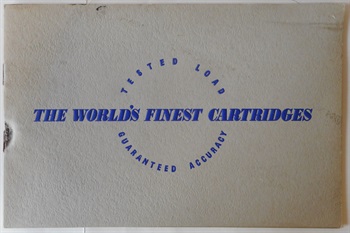 TESTED LOAD
THE WORLD'S FINEST CARTRIDGES
GUARANTEED ACCURACY